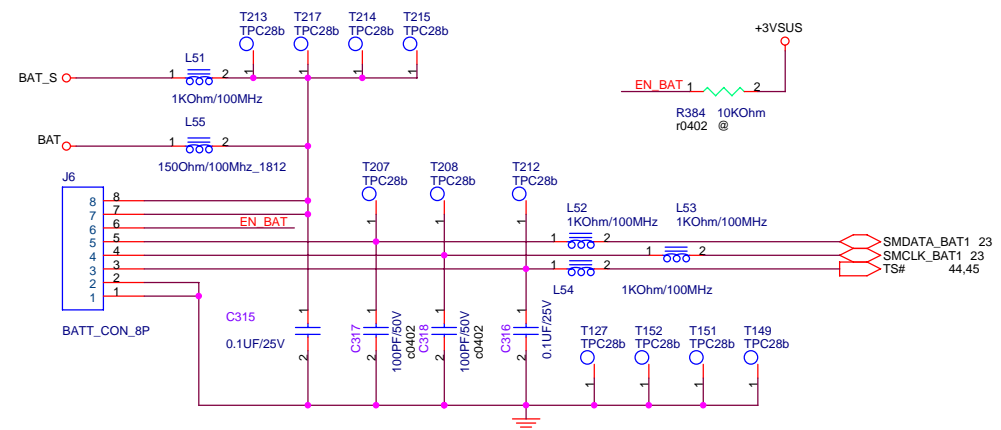 T213 T217 T214 T215
TPC28b TPC28b TPC28b TPC28b
+3VSUS
L51
BAT_S 1 2 1 1 1 1
1KOhm/100MHz
EN_BAT 1 2
R384 10KOhm
r0402 @
L55
BAT 1 2
150Ohm/100Mhz_1812
T207 T208 T212
TPC28b TPC28b TPC28b
J6
8 8
7 7
6 6 EN_BAT
5 5
4 4
3 3
2 2
1 1
BATT_CON_8P
1 1 1
L52 L53
1KOhm/100MHz 1KOhm/100MHz
1 2 SMDATA_BAT1 23
1 2 SMCLK_BAT1 23
1 2 TS# 44,45
L54 1KOhm/100MHz
C315 1 2
0.1UF/25V
C317 1 2
100PF/50V
c0402
C318 1 2
100PF/50V
c0402
C316 1 2
0.1UF/25V
T127 T152 T151 T149
TPC28b TPC28b TPC28b TPC28b
1 1 1 1